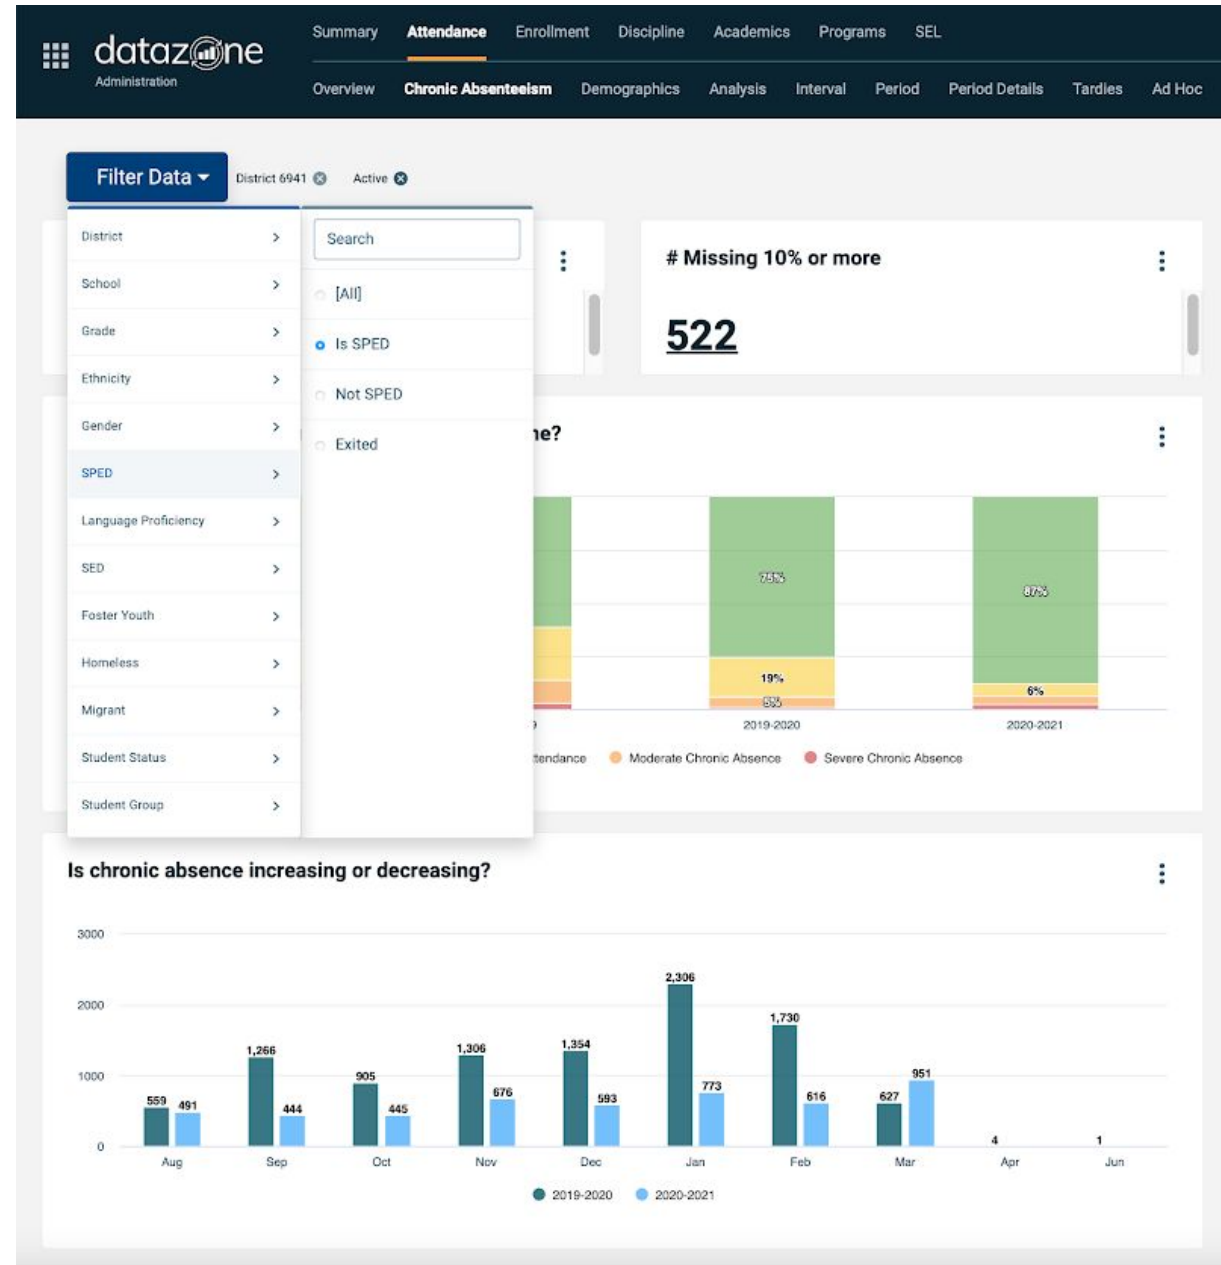 Summary Attendance Enrollment Discipline Academics Programs SEL
datazone
Administration
Overview Chronic Absenteeism Demographics Analysis Interval Period Period Details Tardies Ad Hoc
Filter Data District 6941 Active
District
School
Grade
Ethnicity
Gender
SPED
Language Proficiency
SED
Foster Youth
Homeless
Migrant
Student Status
Student Group
Search
[All]
Is SPED
Not SPED
Exited
# Missing 10% or more
522
ne?
75% 87%
19% 6%
5%
9 2019-2020 2020-2021
ttendance Moderate Chronic Absence Severe Chronic Absence
Is chronic absence increasing or decreasing?
3000
2000
1000
0
559 491
1,266 444
905 445
1,306 676
1,354 593
2,306 773
1,730 616
627 951
4
1
Aug Sep Oct Nov Dec Jan Feb Mar Apr Jun
2019-2020 2020-2021